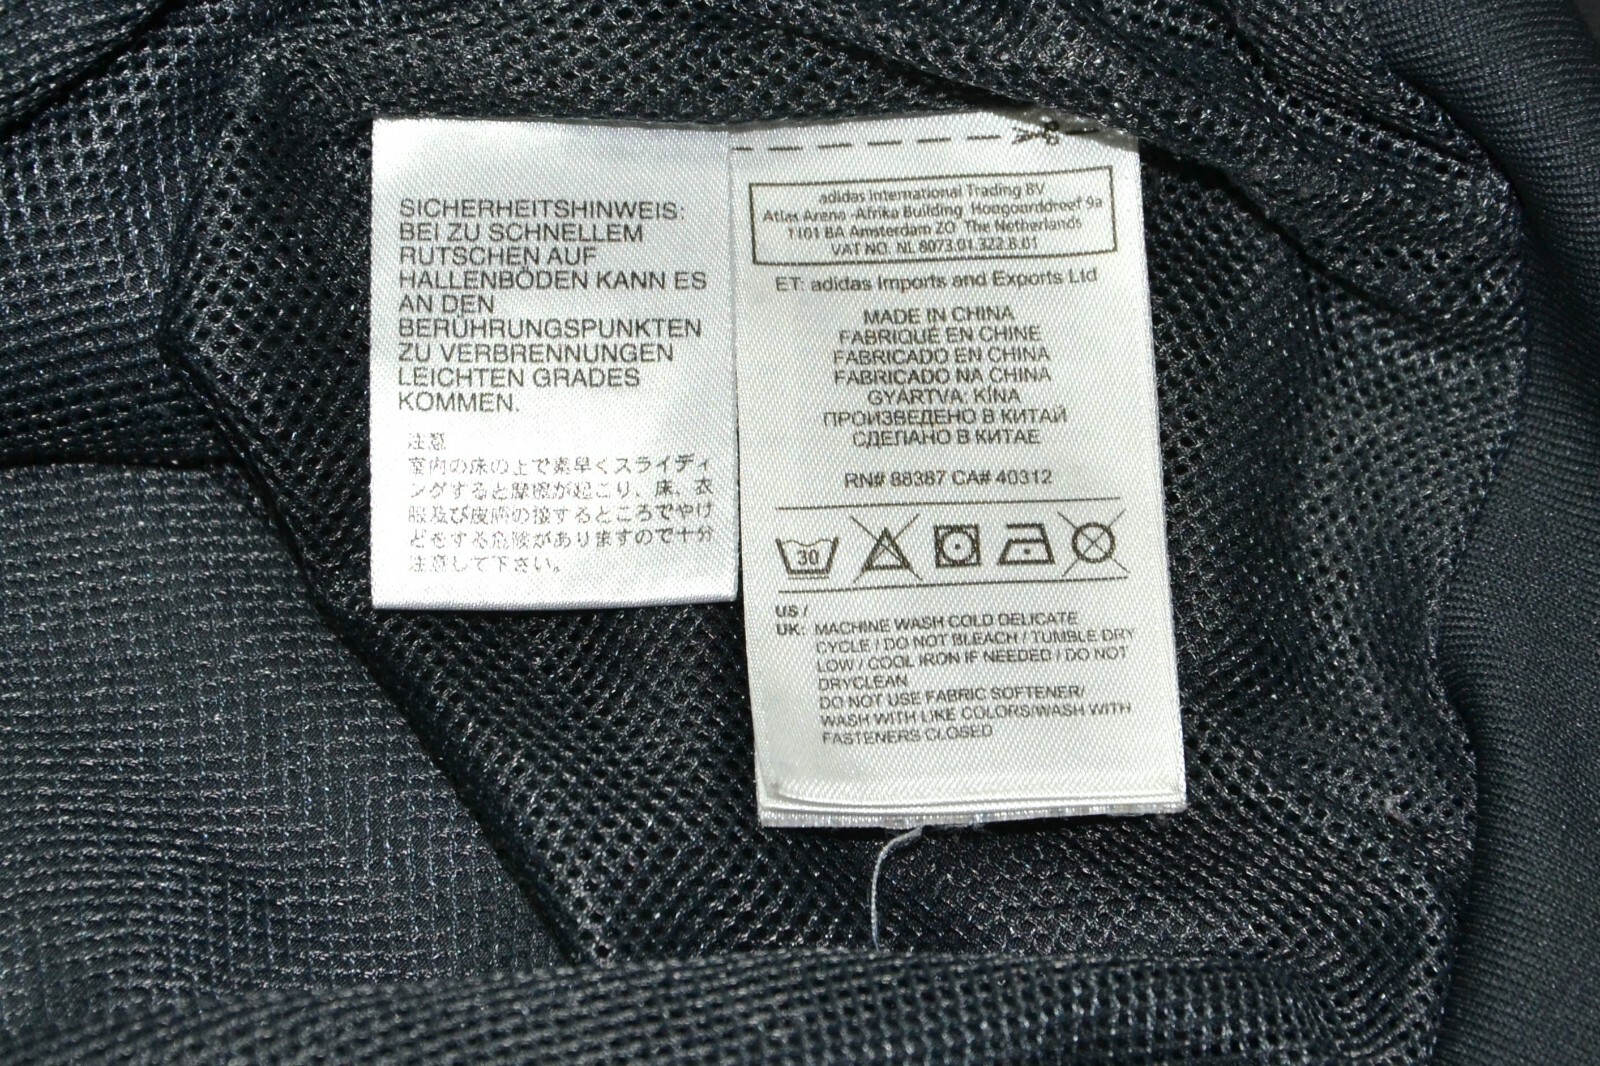 SICHERHEITSHINWEIS:
BEI ZU SCHNELLEM
RUTSCHEN AUF
HALLENBÖDEN KANN ES
AN DEN
BERÜHRUNGSPUNKTEN
ZU VERBRENNUNGEN
LEICHTEN GRADES
KOMMEN.
注意
室内の床の上で素早くスライディ
ングすると摩擦が起こり、床、衣
服及び皮膚の接するところでやけ
どをする危険がありますので十分
注意して下さい。
adidas International Trading BV
Atlas Arena -Afrika Building, Hoogoorddreef 9a
1101 BA Amsterdam ZO The Netherlands
VAT NO. NL 8073.01.322.B.01
ET: adidas Imports and Exports Ltd
MADE IN CHINA
FABRIQUÉ EN CHINE
FABRICADO EN CHINA
FABRICADO NA CHINA
GYÁRTVA: KÍNA
ПРОИЗВЕДЕНО В КИТАЙ
СДЕЛАНО В КИТАЕ
RN# 88387 CA# 40312
30
US /
UK: MACHINE WASH COLD DELICATE
CYCLE / DO NOT BLEACH / TUMBLE DRY
LOW / COOL IRON IF NEEDED / DO NOT
DRYCLEAN
DO NOT USE FABRIC SOFTENER/
WASH WITH LIKE COLORS/WASH WITH
FASTENERS CLOSED